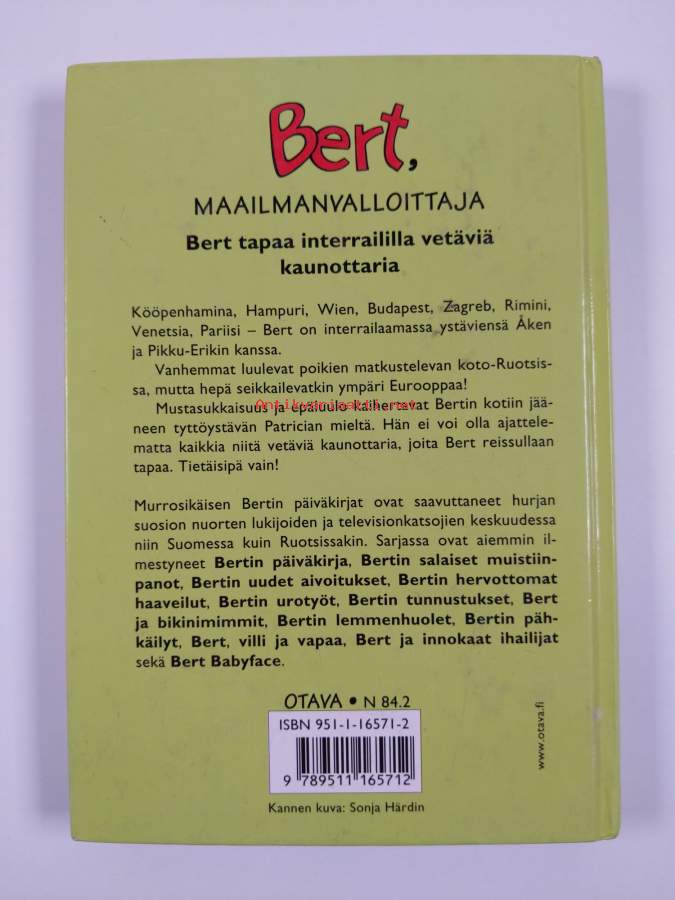 Bert,
MAAILMANVALLOITTAJA
Bert tapaa interraililla vetäviä
kaunottaria
Kööpenhamina, Hampuri, Wien, Budapest, Zagreb, Rimini,
Venetsia, Pariisi – Bert on interrailaamassa ystäviensä Åken
ja Pikku-Erikin kanssa.
Vanhemmat luulevat poikien matkustelevan koto-Ruotsis-
sa, mutta hepä seikkailevatkin ympäri Eurooppaa!
Antikvariaatti.net
Mustasukkaisuus ja epäluulo kaihertavat Bertin kotiin jää-
neen tyttöystävän Patrician mieltä. Hän ei voi olla ajattele-
matta kaikkia niitä vetäviä kaunottaria, joita Bert reissullaan
tapaa. Tietäisipä vain!
Murrosikäisen Bertin päiväkirjat ovat saavuttaneet hurjan
suosion nuorten lukijoiden ja televisionkatsojien keskuudessa
niin Suomessa kuin Ruotsissakin. Sarjassa ovat aiemmin il-
mestyneet Bertin päiväkirja, Bertin salaiset muistiin-
panot, Bertin uudet aivoitukset, Bertin hervottomat
haaveilut, Bertin urotyöt, Bertin tunnustukset, Bert
ja bikinimimmit, Bertin lemmenhuolet, Bertin päh-
käilyt, Bert, villi ja vapaa, Bert ja innokaat ihailijat
sekä Bert Babyface.
OTAVA • N 84.2
ISBN 951-1-16571-2
9 789511 165712
Kannen kuva: Sonja Härdin
www.otava.fi